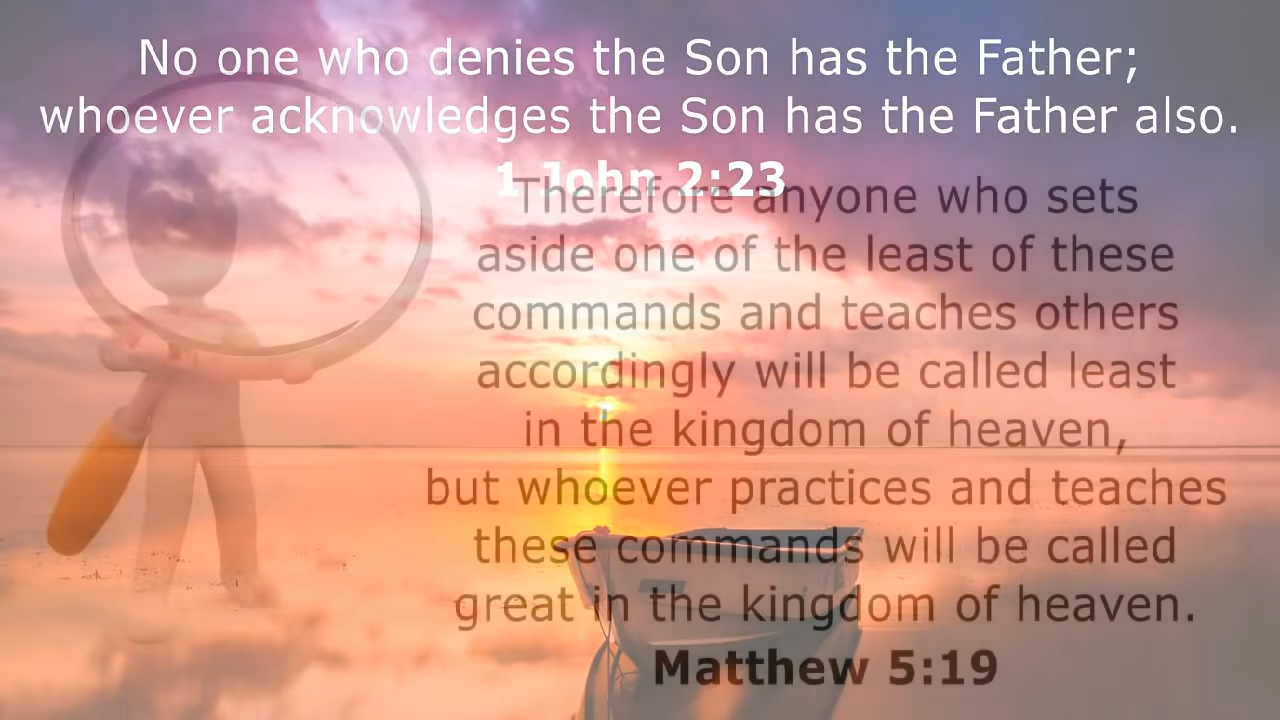 No one who denies the Son has the Father;
whoever acknowledges the Son has the Father also.
1 John 2:23
Therefore anyone who sets
aside one of the least of these
commands and teaches others
accordingly will be called least
in the kingdom of heaven,
but whoever practices and teaches
these commands will be called
great in the kingdom of heaven.
Matthew 5:19